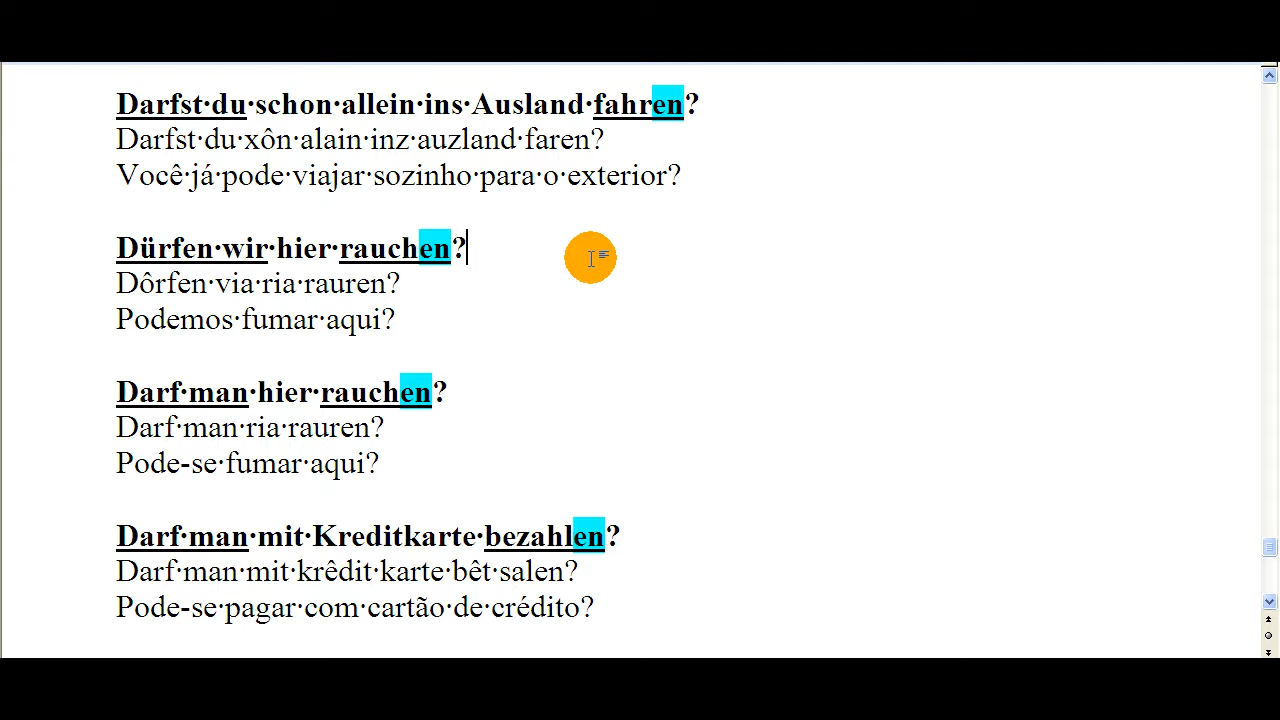 Darfst·du·schon·allein·ins·Ausland·fahren?
Darfst·du·xôn·alain·inz·auzland·faren?
Você·já·pode·viajar·sozinho·para·o·exterior?
Dürfen·wir·hier·rauchen?
Dôrfen·via·ria·rauren?
Podemos·fumar·aqui?
Darf·man·hier·rauchen?
Darf·man·ria·rauren?
Pode-se·fumar·aqui?
Darf·man·mit·Kreditkarte·bezahlen?
Darf·man·mit·krêdit·karte·bêt·salen?
Pode-se·pagar·com·cartão·de·crédito?